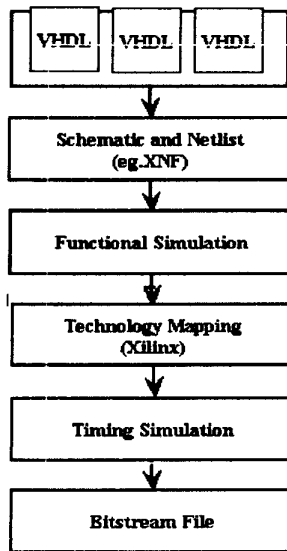 VHDL VHDL VHDL
Schematic and Netlist
(eg.XNF)
Functional Simulation
Technology Mapping
(Xilinx)
Timing Simulation
Bitstream File